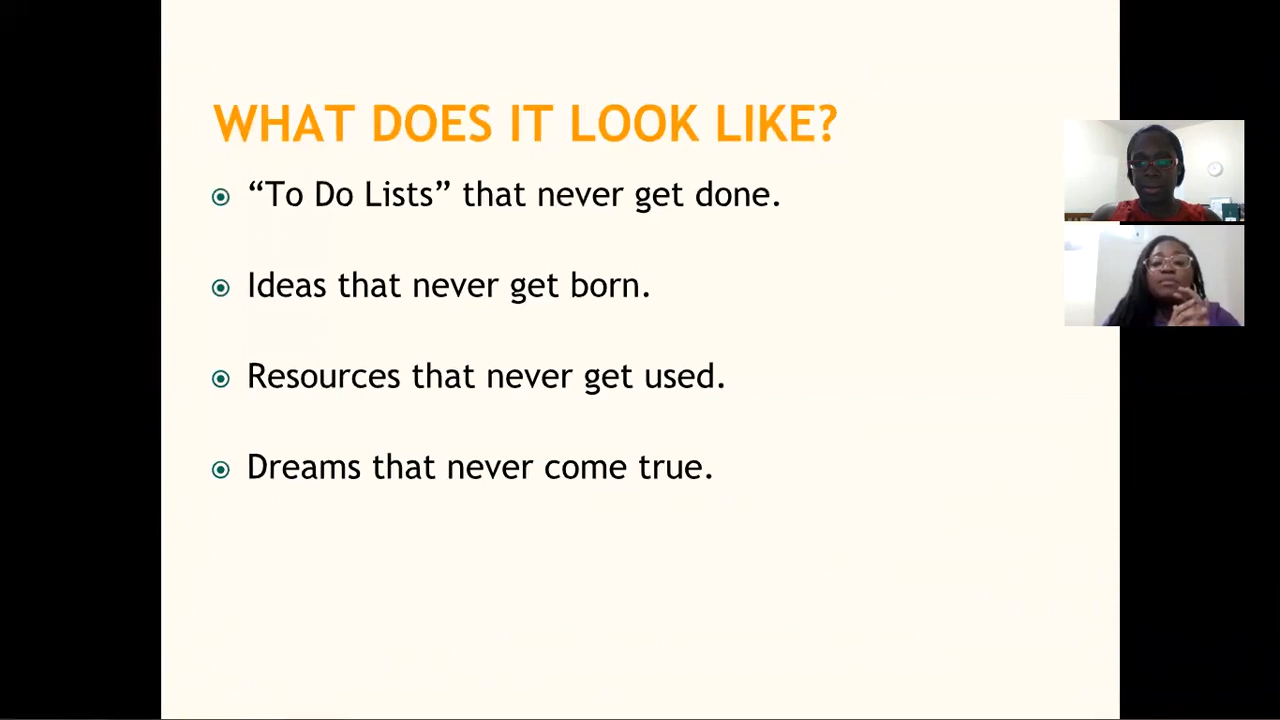 WHAT DOES IT LOOK LIKE?
“To Do Lists” that never get done.
Ideas that never get born.
Resources that never get used.
Dreams that never come true.